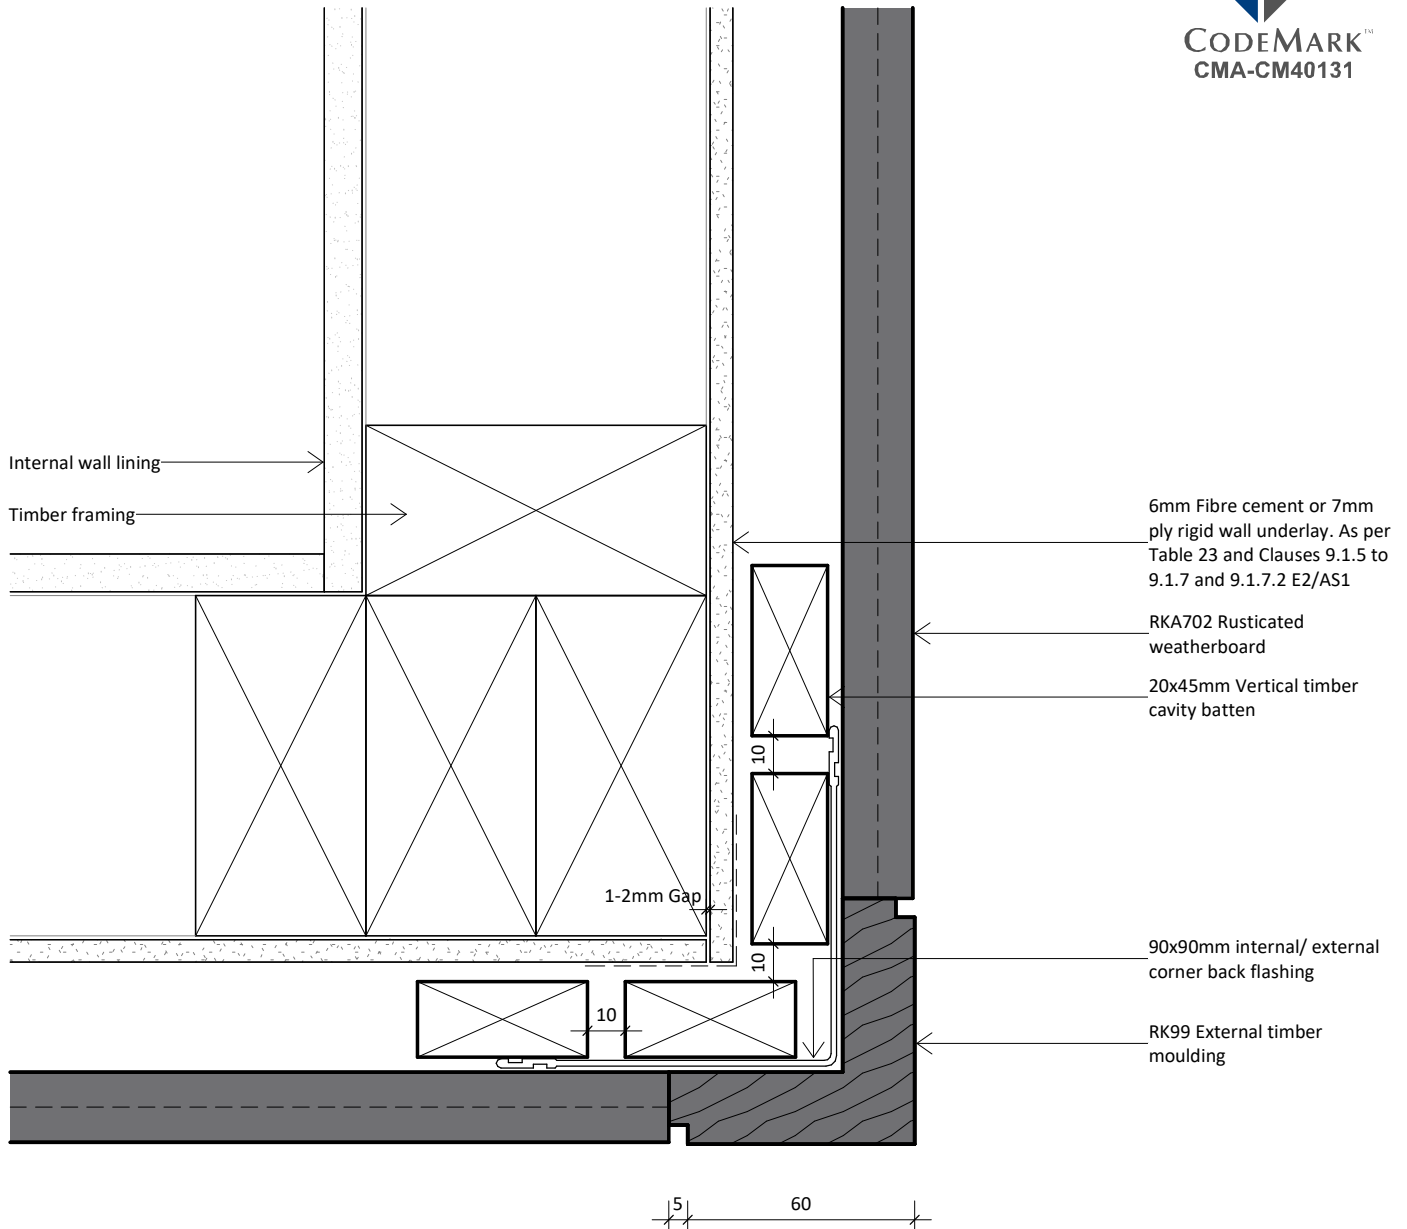 CODEMARK™
CMA-CM40131
Internal wall lining
Timber framing
6mm Fibre cement or 7mm
ply rigid wall underlay. As per
Table 23 and Clauses 9.1.5 to
9.1.7 and 9.1.7.2 E2/AS1
RKA702 Rusticated
weatherboard
20x45mm Vertical timber
cavity batten
10
1-2mm Gap
10
90x90mm internal/ external
corner back flashing
10
RK99 External timber
moulding
5
60